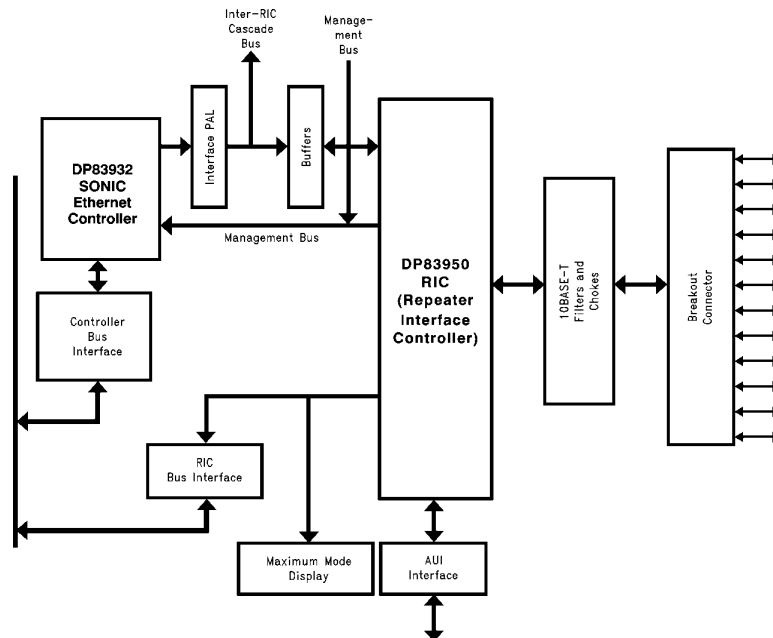 Inter-RIC
Cascade
Bus
Manage-
ment
Bus
Interface PAL
Buffers
DP83932
SONIC
Ethernet
Controller
Management Bus
DP83950
RIC
(Repeater
Interface
Controller)
10BASE-T
Filters and
Chokes
Breakout
Connector
Controller
Bus
Interface
RIC
Bus Interface
Maximum Mode
Display
AUI
Interface